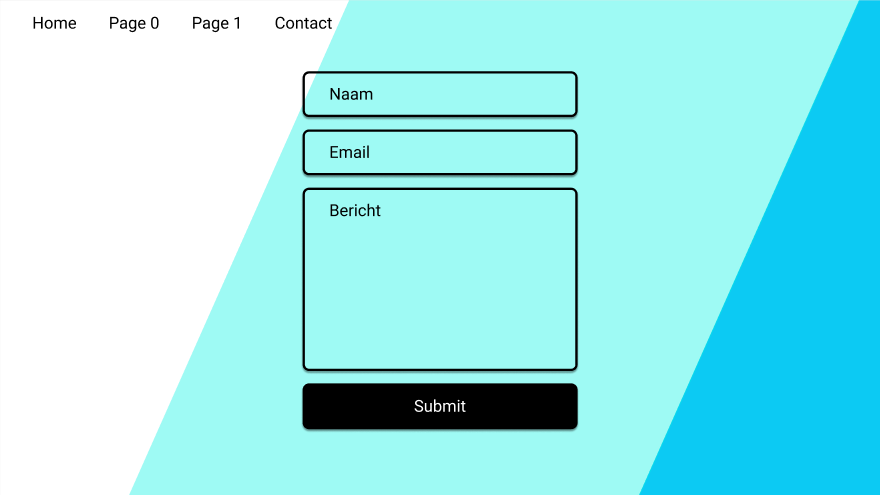 Home Page 0 Page 1 Contact
Naam
Email
Bericht
Submit